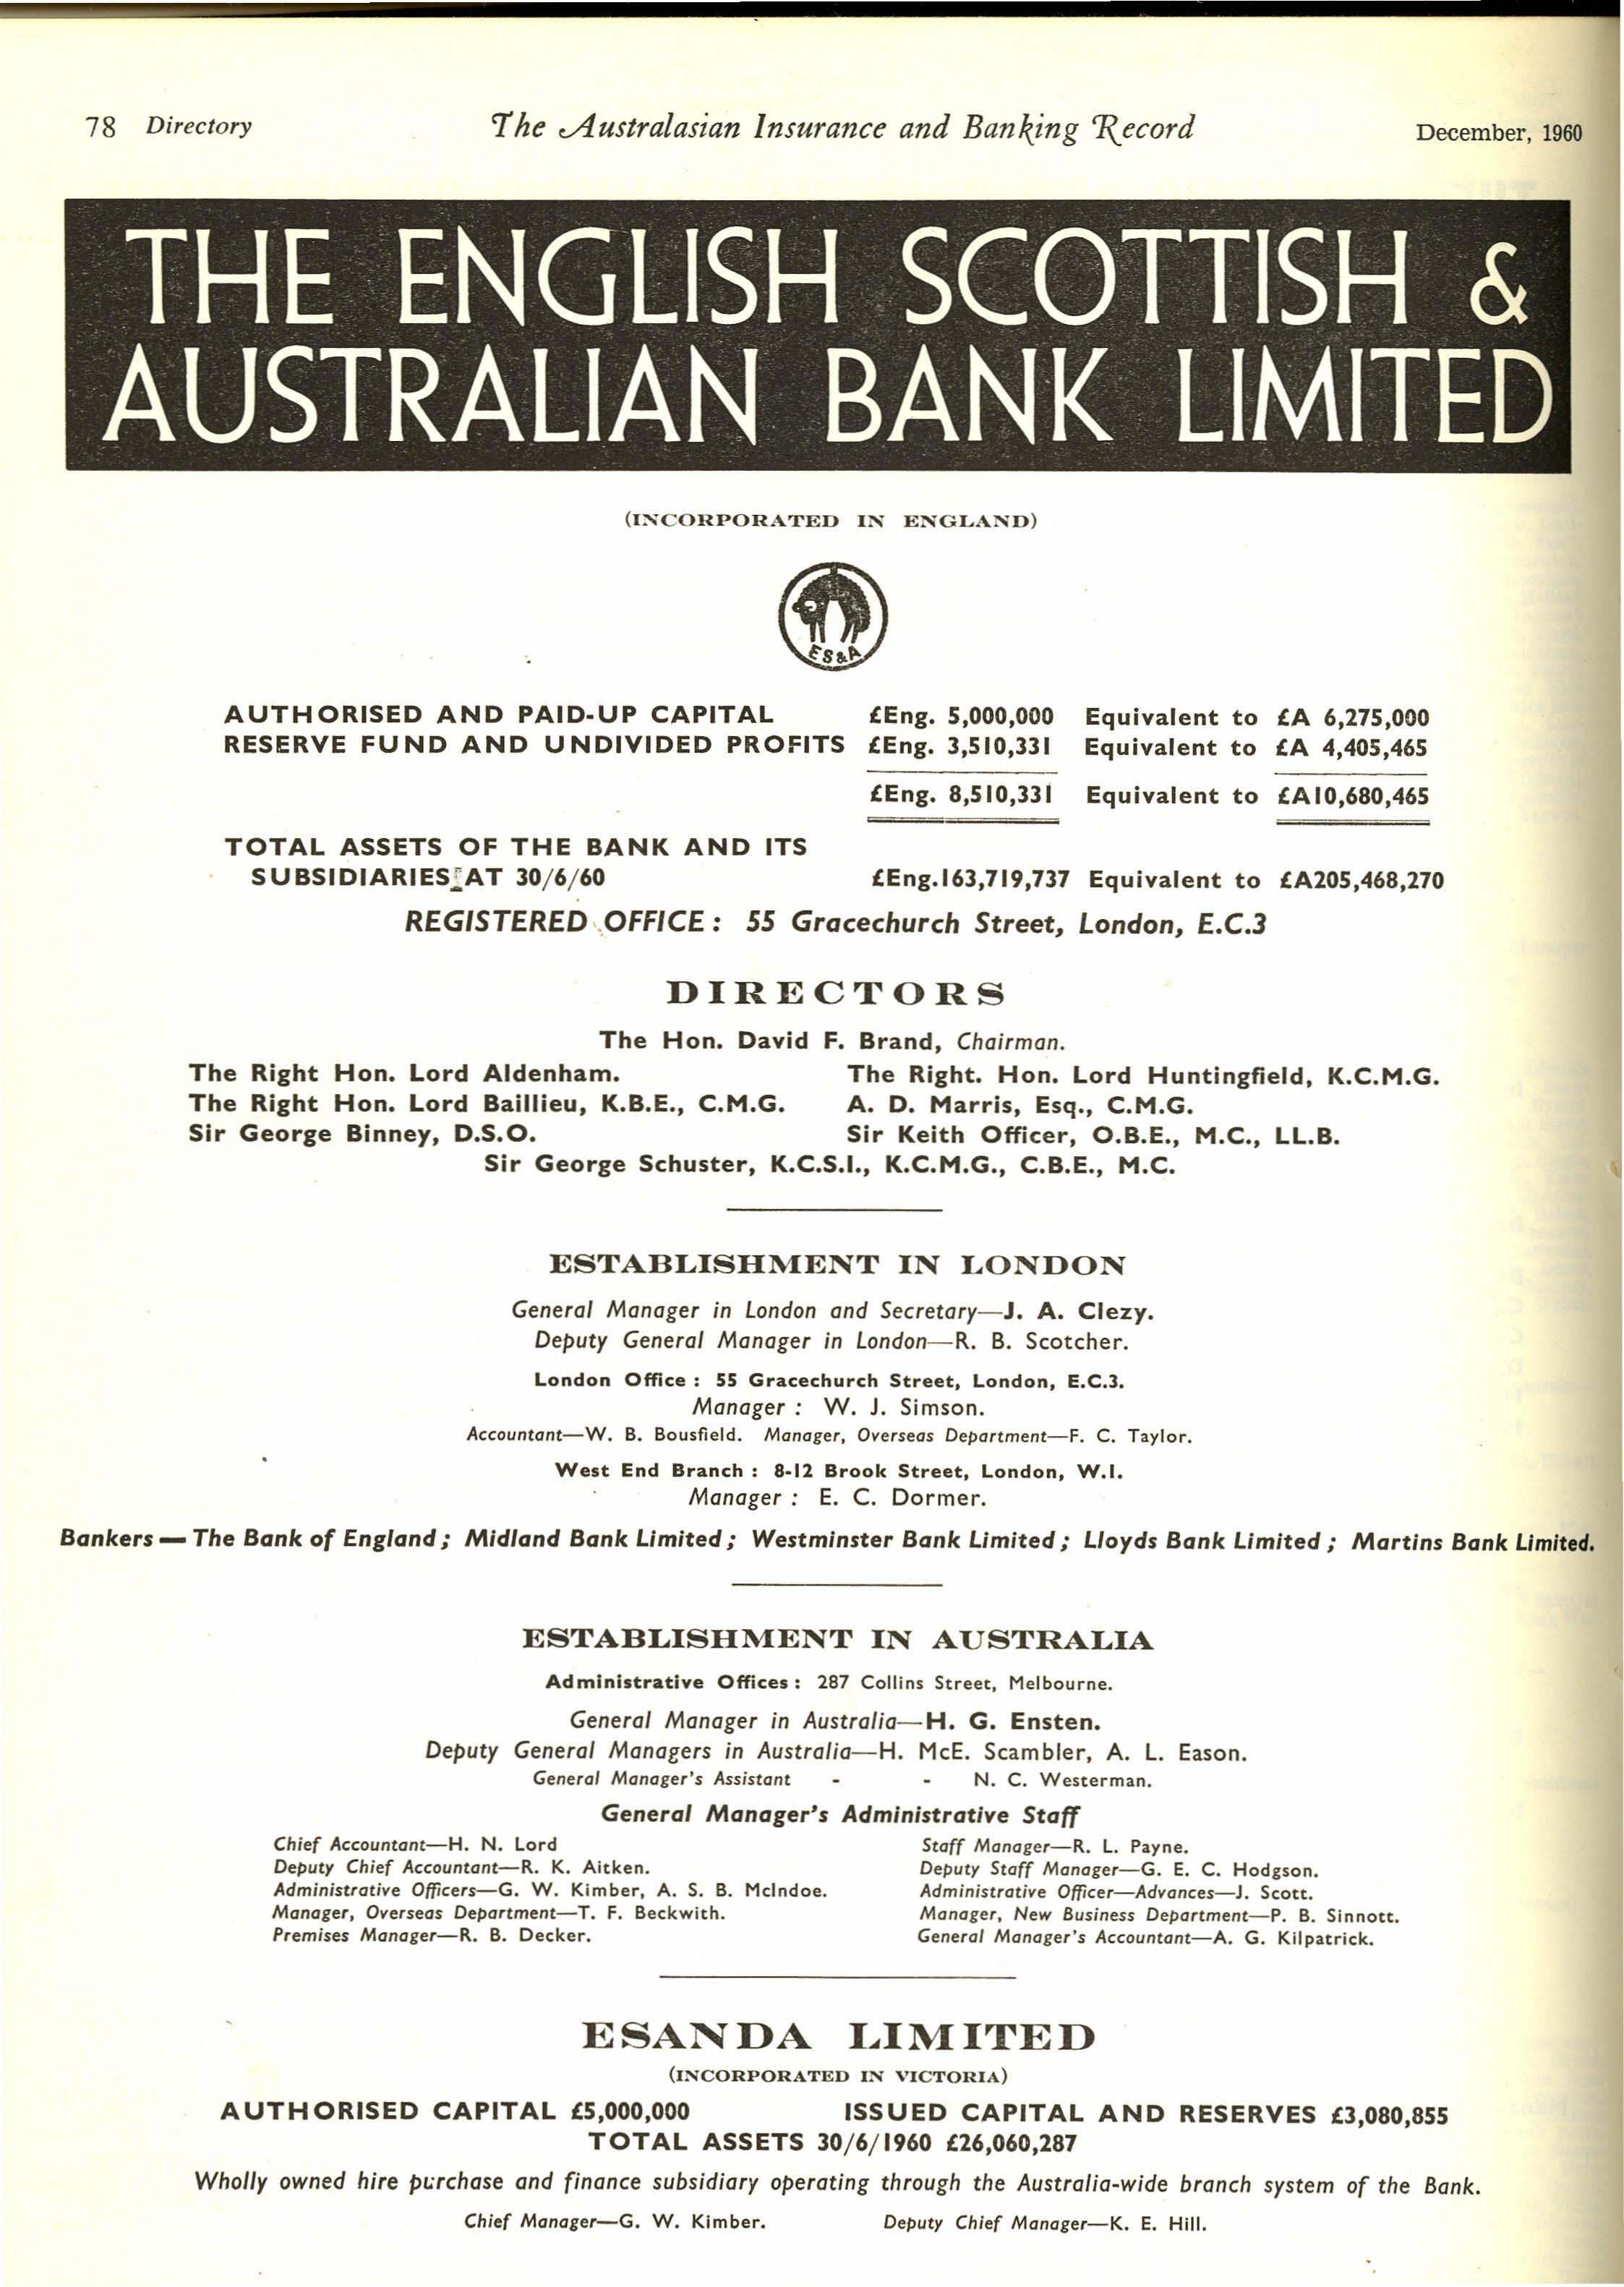 78 Directory The Australasian Insurance and Banking Record December, 1960
THE ENGLISH SCOTTISH &
AUSTRALIAN BANK LIMITED
(INCORPORATED IN ENGLAND)
ES&A
AUTHORISED AND PAID-UP CAPITAL £Eng. 5,000,000 Equivalent to £A 6,275,000
RESERVE FUND AND UNDIVIDED PROFITS £Eng. 3,510,331 Equivalent to £A 4,405,465
£Eng. 8,510,331 Equivalent to £A10,680,465
TOTAL ASSETS OF THE BANK AND ITS
SUBSIDIARIES AT 30/6/60 £Eng.163,719,737 Equivalent to £A205,468,270
REGISTERED OFFICE : 55 Gracechurch Street, London, E.C.3
DIRECTORS
The Hon. David F. Brand, Chairman.
The Right Hon. Lord Aldenham. The Right. Hon. Lord Huntingfield, K.C.M.G.
The Right Hon. Lord Baillieu, K.B.E., C.M.G. A. D. Marris, Esq., C.M.G.
Sir George Binney, D.S.O. Sir Keith Officer, O.B.E., M.C., LL.B.
Sir George Schuster, K.C.S.I., K.C.M.G., C.B.E., M.C.
ESTABLISHMENT IN LONDON
General Manager in London and Secretary—J. A. Clezy.
Deputy General Manager in London—R. B. Scotcher.
London Office : 55 Gracechurch Street, London, E.C.3.
Manager : W. J. Simson.
Accountant—W. B. Bousfield. Manager, Overseas Department—F. C. Taylor.
West End Branch : 8-12 Brook Street, London, W.I.
Manager : E. C. Dormer.
Bankers — The Bank of England ; Midland Bank Limited ; Westminster Bank Limited ; Lloyds Bank Limited ; Martins Bank Limited.
ESTABLISHMENT IN AUSTRALIA
Administrative Offices : 287 Collins Street, Melbourne.
General Manager in Australia—H. G. Ensten.
Deputy General Managers in Australia—H. McE. Scambler, A. L. Eason.
General Manager's Assistant - - N. C. Westerman.
General Manager's Administrative Staff
Chief Accountant—H. N. Lord Staff Manager—R. L. Payne.
Deputy Chief Accountant—R. K. Aitken. Deputy Staff Manager—G. E. C. Hodgson.
Administrative Officers—G. W. Kimber, A. S. B. McIndoe. Administrative Officer—Advances—J. Scott.
Manager, Overseas Department—T. F. Beckwith. Manager, New Business Department—P. B. Sinnott.
Premises Manager—R. B. Decker. General Manager's Accountant—A. G. Kilpatrick.
ESANDA LIMITED
(INCORPORATED IN VICTORIA)
AUTHORISED CAPITAL £5,000,000 ISSUED CAPITAL AND RESERVES £3,080,855
TOTAL ASSETS 30/6/1960 £26,060,287
Wholly owned hire purchase and finance subsidiary operating through the Australia-wide branch system of the Bank.
Chief Manager—G. W. Kimber. Deputy Chief Manager—K. E. Hill.